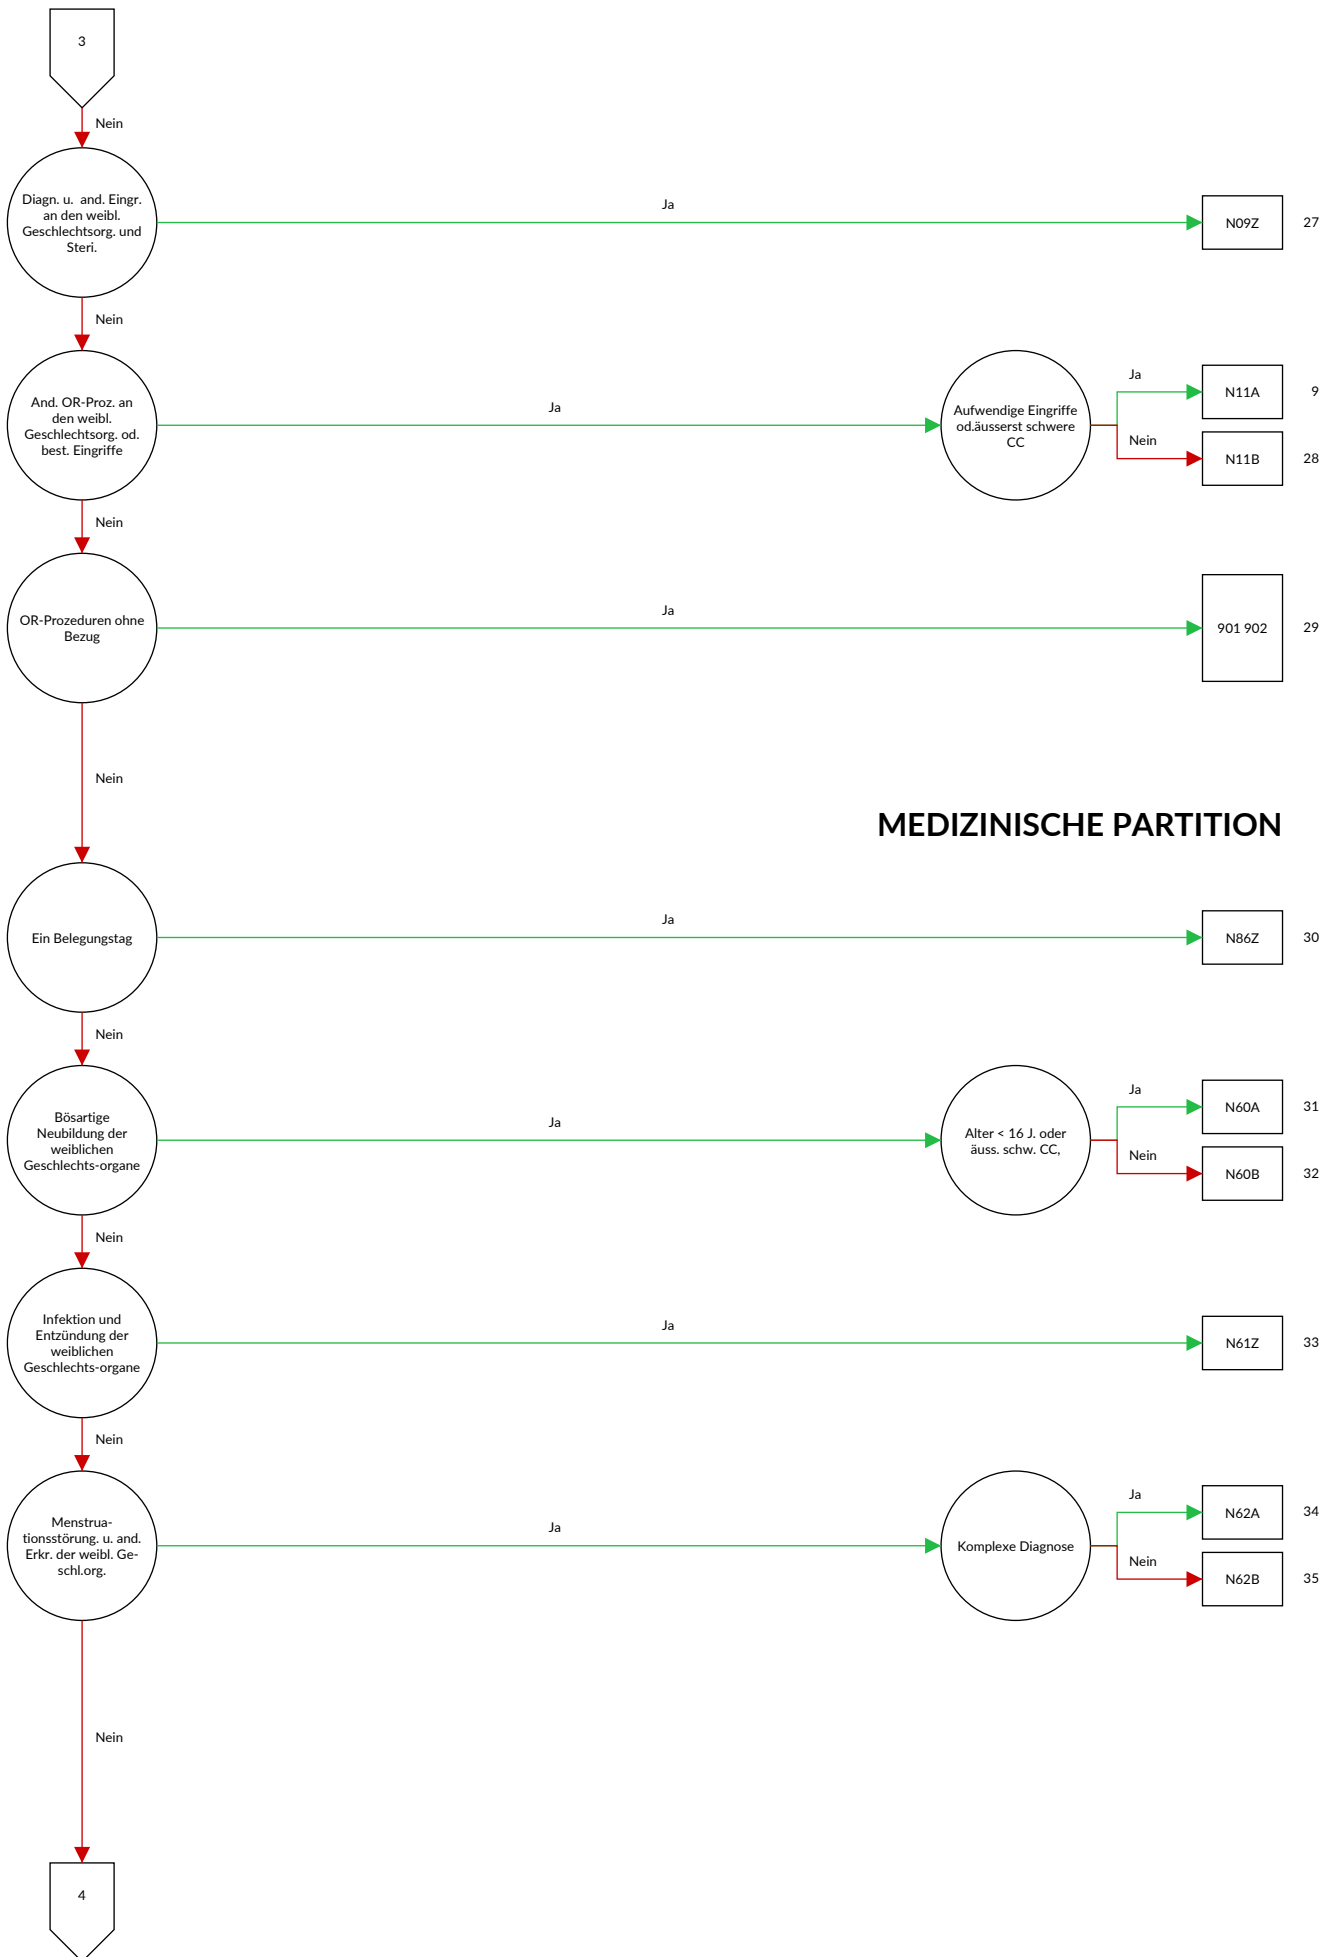 3
Nein
Diagn. u. and. Eingr.
an den weibl.
Geschlechtsorg. und
Steri.
Ja
N09Z
27
Nein
And. OR-Proz. an
den weibl.
Geschlechtsorg. od.
best. Eingriffe
Ja
Aufwendige Eingriffe
od.äusserst schwere
CC
Ja
N11A
9
Nein
N11B
28
Nein
OR-Prozeduren ohne
Bezug
Ja
901 902
29
Nein
MEDIZINISCHE PARTITION
Ein Belegungstag
Ja
N86Z
30
Nein
Bösartige
Neubildung der
weiblichen
Geschlechts-organe
Ja
Alter < 16 J. oder
äuss. schw. CC,
Ja
N60A
31
Nein
N60B
32
Nein
Infektion und
Entzündung der
weiblichen
Geschlechts-organe
Ja
N61Z
33
Nein
Menstrua-
tionsstörung. u. and.
Erkr. der weibl. Ge-
schl.org.
Ja
Komplexe Diagnose
Ja
N62A
34
Nein
N62B
35
Nein
4